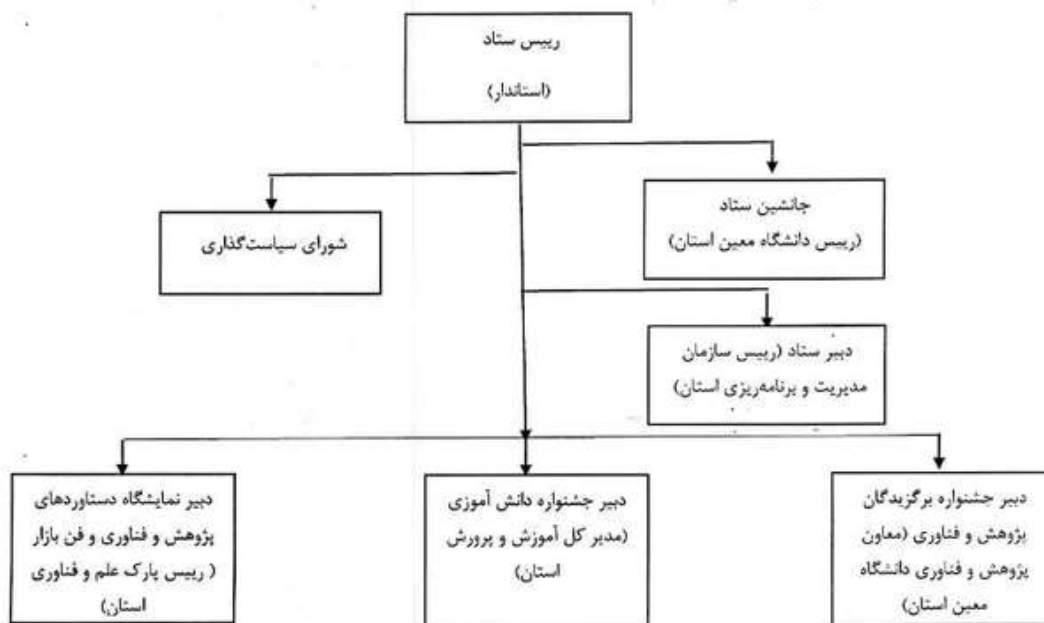 رییس ستاد
(استاندار)
جانشین ستاد
(رییس دانشگاه معین استان)
شورای سیاست‌گذاری
دبیر ستاد (رییس سازمان
مدیریت و برنامه‌ریزی استان)
دبیر جشنواره برگزیدگان
پژوهش و فناوری (معاون
پژوهش و فناوری دانشگاه
معین استان)
دبیر جشنواره دانش آموزی
(مدیر کل آموزش و پرورش
استان)
دبیر نمایشگاه دستاوردهای
پژوهش و فناوری و فن بازار
( رییس پارک علم و فناوری
استان)